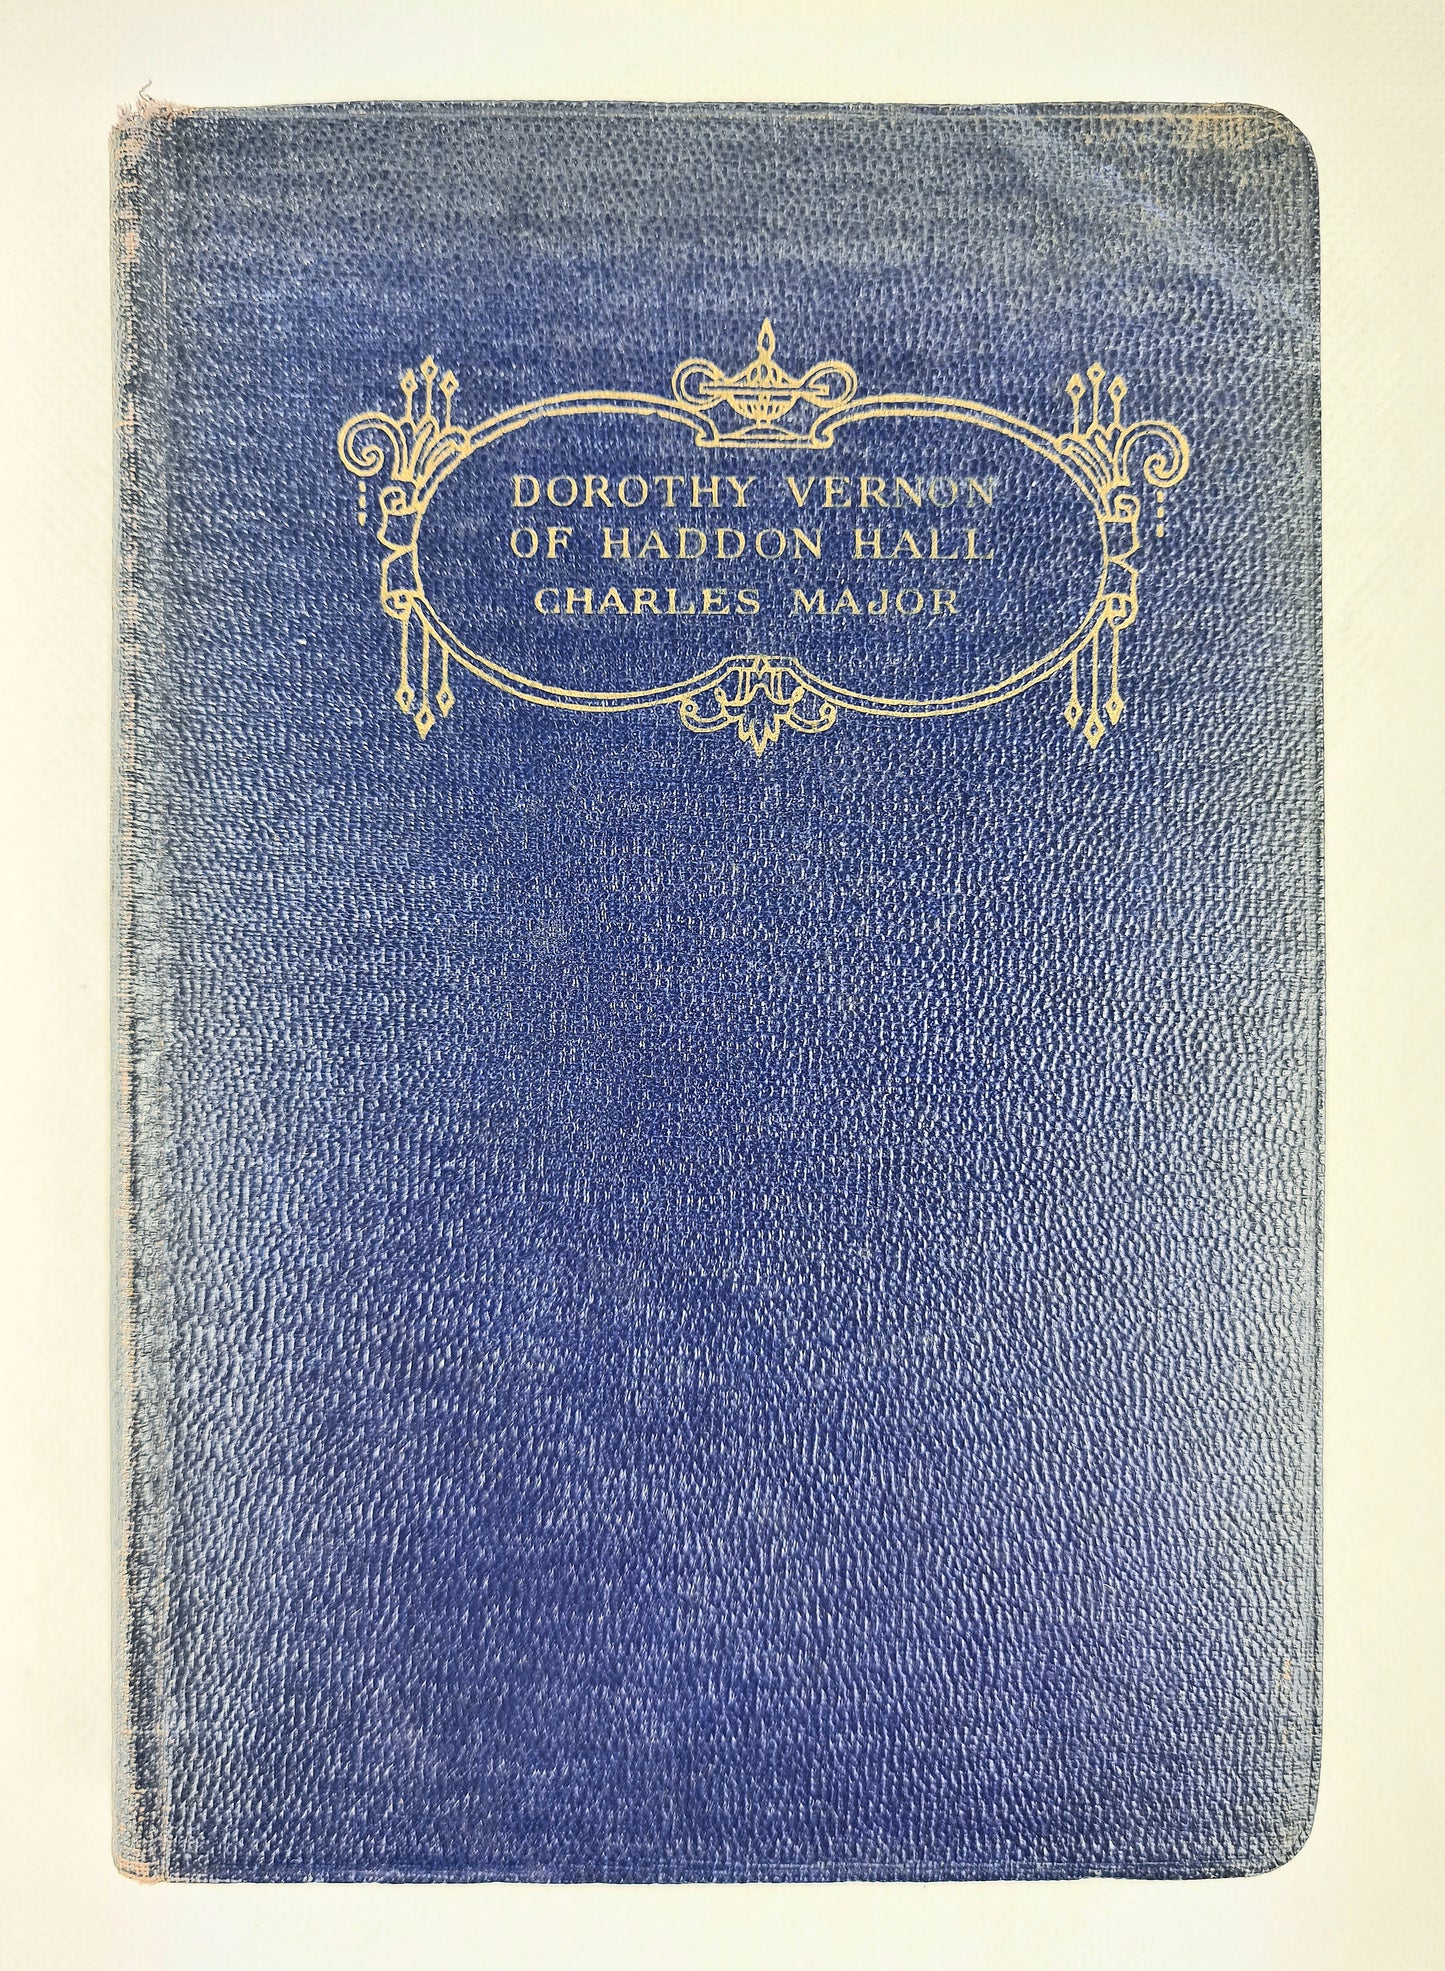 DOROTHY VERNON
OF HADDON HALL
CHARLES MAJOR